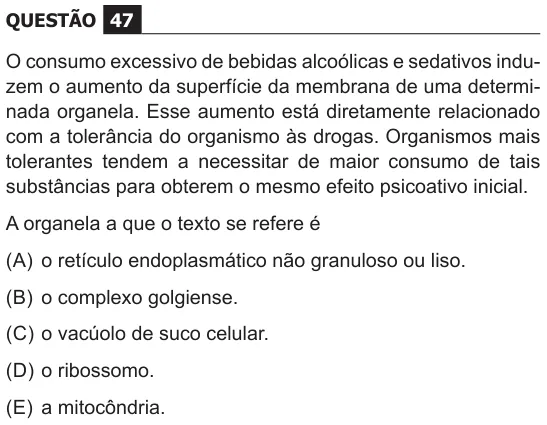 QUESTÃO 47
O consumo excessivo de bebidas alcoólicas e sedativos indu-
zem o aumento da superfície da membrana de uma determi-
nada organela. Esse aumento está diretamente relacionado
com a tolerância do organismo às drogas. Organismos mais
tolerantes tendem a necessitar de maior consumo de tais
substâncias para obterem o mesmo efeito psicoativo inicial.
A organela a que o texto se refere é
(A) o retículo endoplasmático não granuloso ou liso.
(B) o complexo golgiense.
(C) o vacúolo de suco celular.
(D) o ribossomo.
(E) a mitocôndria.